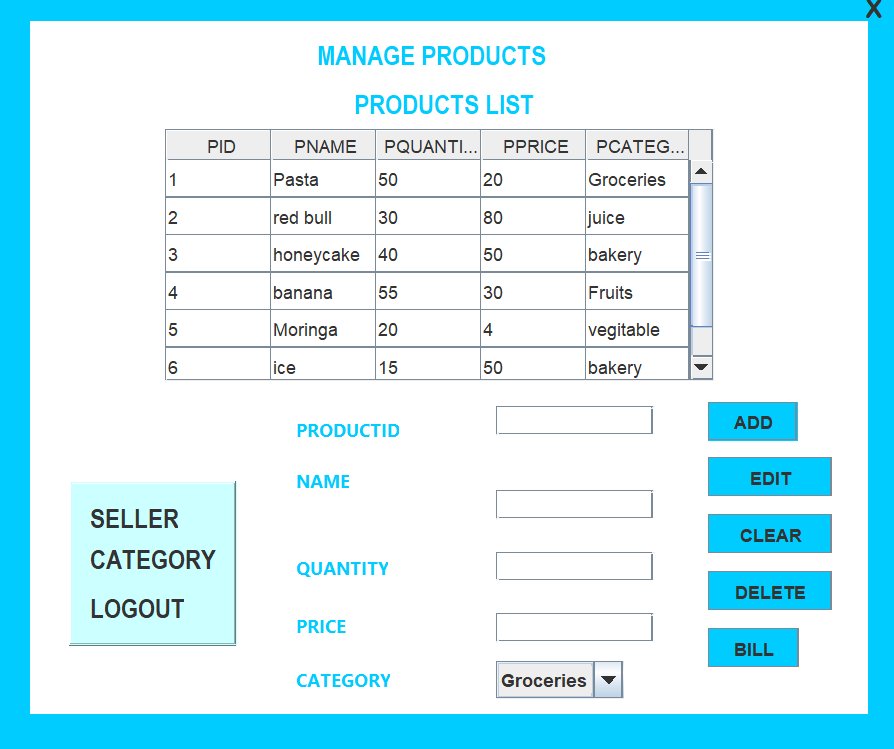 X
MANAGE PRODUCTS
PRODUCTS LIST
PID PNAME PQUANTI... PPRICE PCATEG...
1 Pasta 50 20 Groceries
2 red bull 30 80 juice
3 honeycake 40 50 bakery
4 banana 55 30 Fruits
5 Moringa 20 4 vegitable
6 ice 15 50 bakery
PRODUCTID
NAME
QUANTITY
PRICE
CATEGORY Groceries
ADD
EDIT
CLEAR
DELETE
BILL
SELLER
CATEGORY
LOGOUT